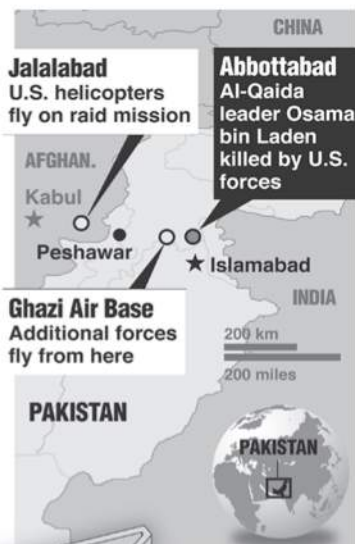 CHINA
Jalalabad
U.S. helicopters
fly on raid mission
Abbottabad
Al-Qaida
leader Osama
bin Laden
killed by U.S.
forces
AFGHAN.
Kabul
Peshawar
Islamabad
Ghazi Air Base
Additional forces
fly from here
INDIA
200 km
200 miles
PAKISTAN
PAKISTAN